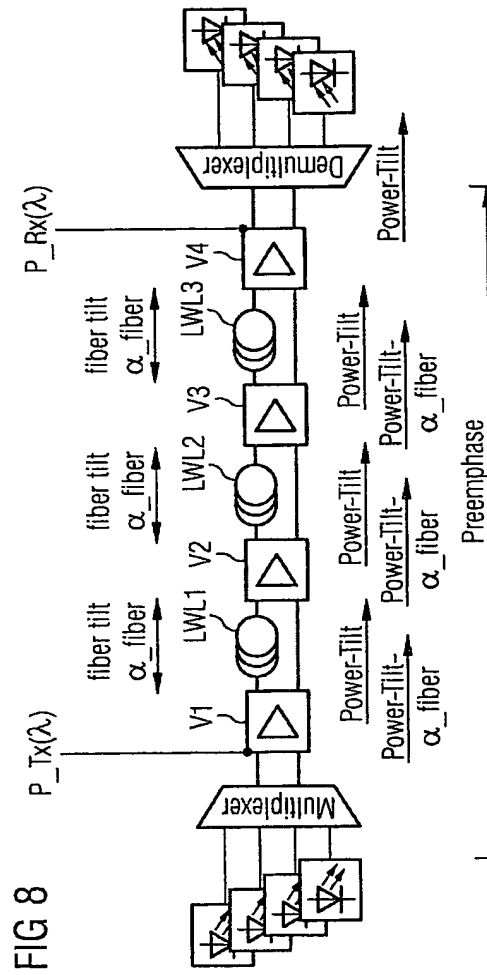 FIG 8
P_Tx(λ)
P_Rx(λ)
fiber tilt
α_fiber
fiber tilt
α_fiber
fiber tilt
α_fiber
V1
LWL1
V2
LWL2
V3
LWL3
V4
Multiplexer
Demultiplexer
Power-Tilt
Power-Tilt
Power-Tilt
Power-Tilt
Power-Tilt-
α_fiber
Power-Tilt-
α_fiber
Power-Tilt-
α_fiber
Preemphase